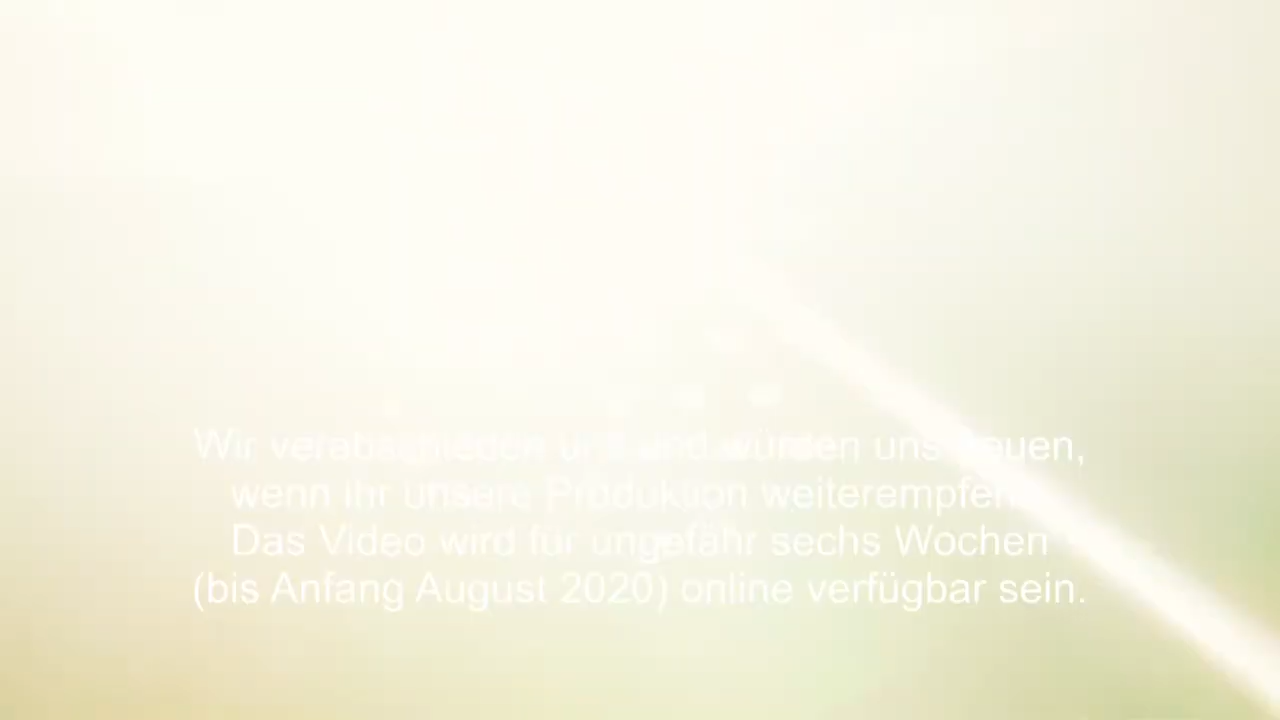 Wir verabschieden uns und würden uns freuen,
wenn ihr unsere Produktion weiterempfehlt.
Das Video wird für ungefähr sechs Wochen
(bis Anfang August 2020) online verfügbar sein.